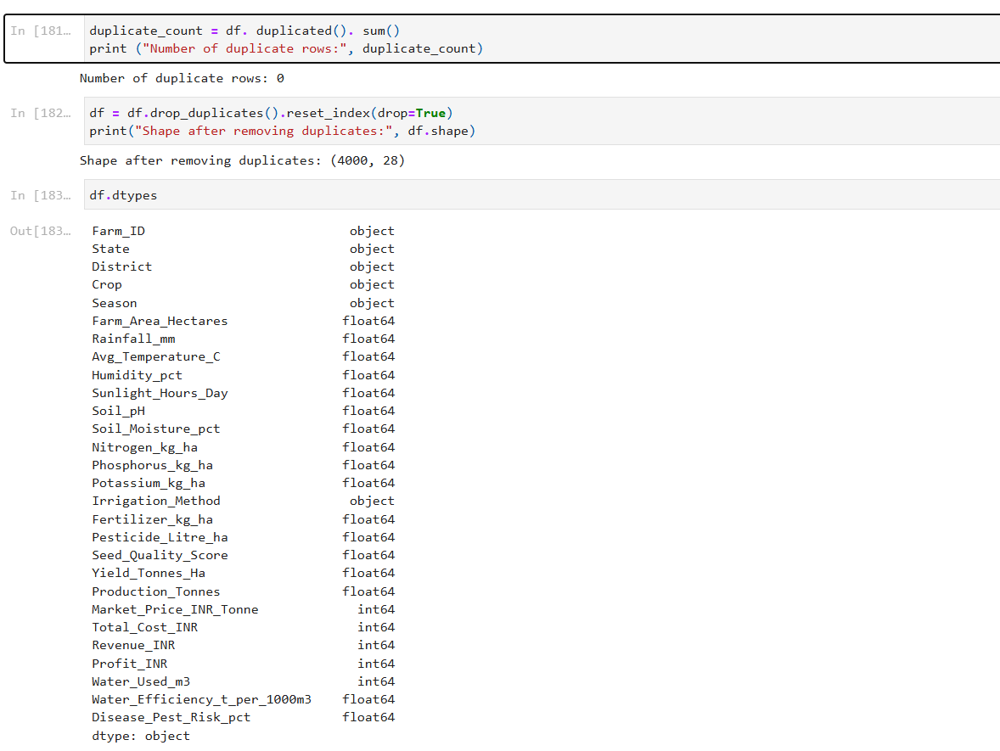 In [181…
duplicate_count = df. duplicated(). sum()
print ("Number of duplicate rows:", duplicate_count)
Number of duplicate rows: 0
In [182…
df = df.drop_duplicates().reset_index(drop=True)
print("Shape after removing duplicates:", df.shape)
Shape after removing duplicates: (4000, 28)
In [183…
df.dtypes
Out[183…
Farm_ID object
State object
District object
Crop object
Season object
Farm_Area_Hectares float64
Rainfall_mm float64
Avg_Temperature_C float64
Humidity_pct float64
Sunlight_Hours_Day float64
Soil_pH float64
Soil_Moisture_pct float64
Nitrogen_kg_ha float64
Phosphorus_kg_ha float64
Potassium_kg_ha float64
Irrigation_Method object
Fertilizer_kg_ha float64
Pesticide_Litre_ha float64
Seed_Quality_Score float64
Yield_Tonnes_Ha float64
Production_Tonnes float64
Market_Price_INR_Tonne int64
Total_Cost_INR int64
Revenue_INR int64
Profit_INR int64
Water_Used_m3 int64
Water_Efficiency_t_per_1000m3 float64
Disease_Pest_Risk_pct float64
dtype: object